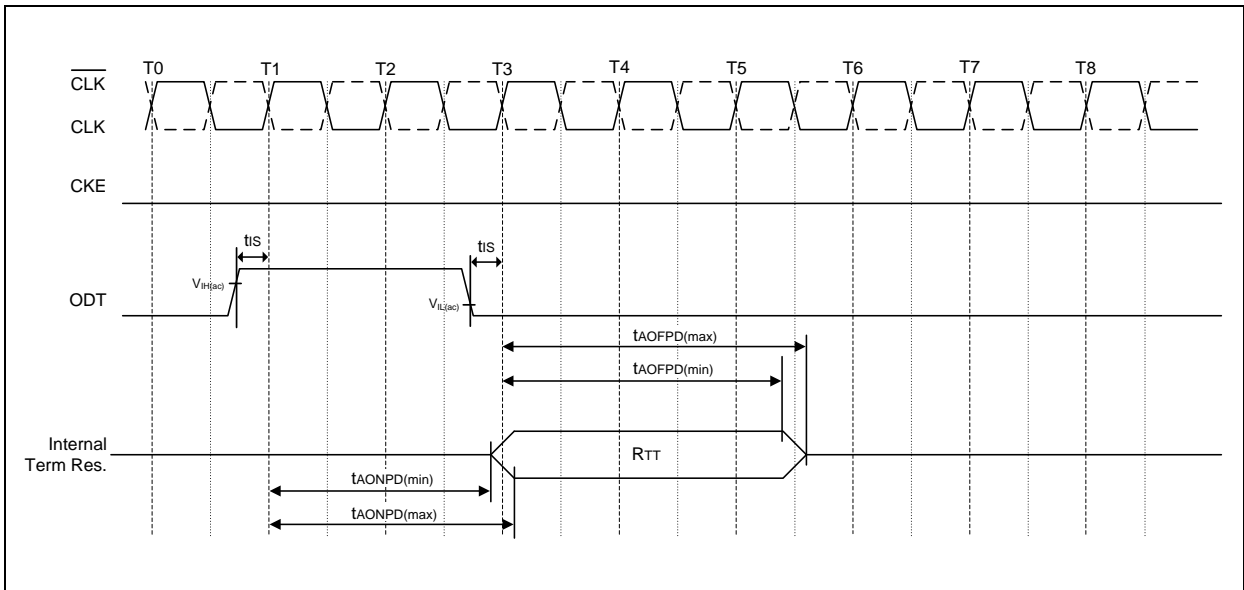 T0 T1 T2 T3 T4 T5 T6 T7 T8
CLK
CLK
CKE
tIS tIS
VIH(ac)
ODT
VIL(ac)
tAOFPD(max)
tAOFPD(min)
Internal
Term Res.
RTT
tAONPD(min)
tAONPD(max)